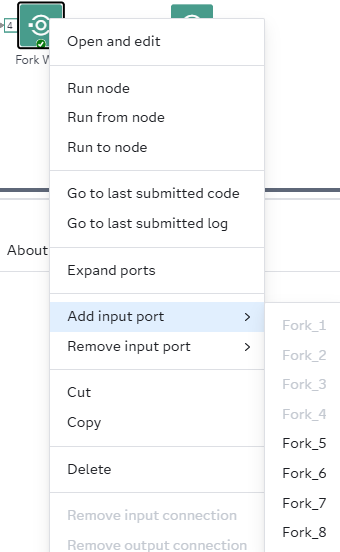 4
Fork W
Open and edit
Run node
Run from node
Run to node
Go to last submitted code
Go to last submitted log
About
Expand ports
Add input port
Remove input port
Cut
Copy
Delete
Remove input connection
Remove output connection
Fork_1
Fork_2
Fork_3
Fork_4
Fork_5
Fork_6
Fork_7
Fork_8